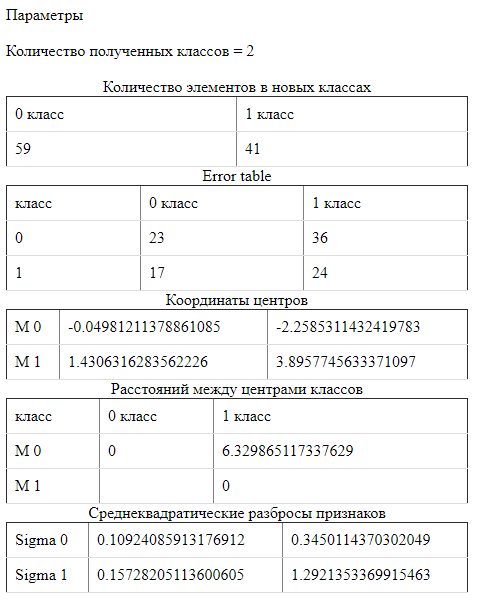 Параметры
Количество полученных классов = 2
Количество элементов в новых классах
0 класс 1 класс
59 41
Error table
класс 0 класс 1 класс
0 23 36
1 17 24
Координаты центров
M 0 -0.04981211378861085 -2.2585311432419783
M 1 1.4306316283562226 3.8957745633371097
Расстояний между центрами классов
класс 0 класс 1 класс
M 0 0 6.329865117337629
M 1 0
Среднеквадратические разбросы признаков
Sigma 0 0.10924085913176912 0.3450114370302049
Sigma 1 0.15728205113600605 1.2921353369915463